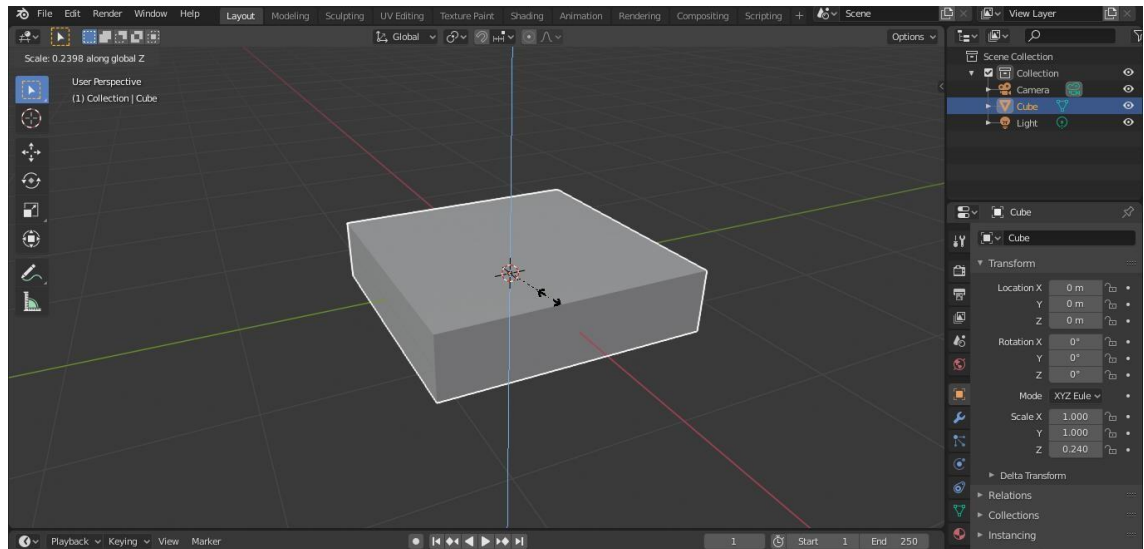 File Edit Render Window Help Layout Modeling Sculpting UV Editing Texture Paint Shading Animation Rendering Compositing Scripting + Scene View Layer
Global Options
Scale: 0.2398 along global Z
User Perspective
(1) Collection | Cube
Scene Collection
Collection
Camera
Cube
Light
Cube
Cube
Transform
Location X 0 m
Y 0 m
Z 0 m
Rotation X 0°
Y 0°
Z 0°
Mode XYZ Eule
Scale X 1.000
Y 1.000
Z 0.240
Delta Transform
Relations
Collections
Instancing
Playback Keying View Marker 1 Start 1 End 250